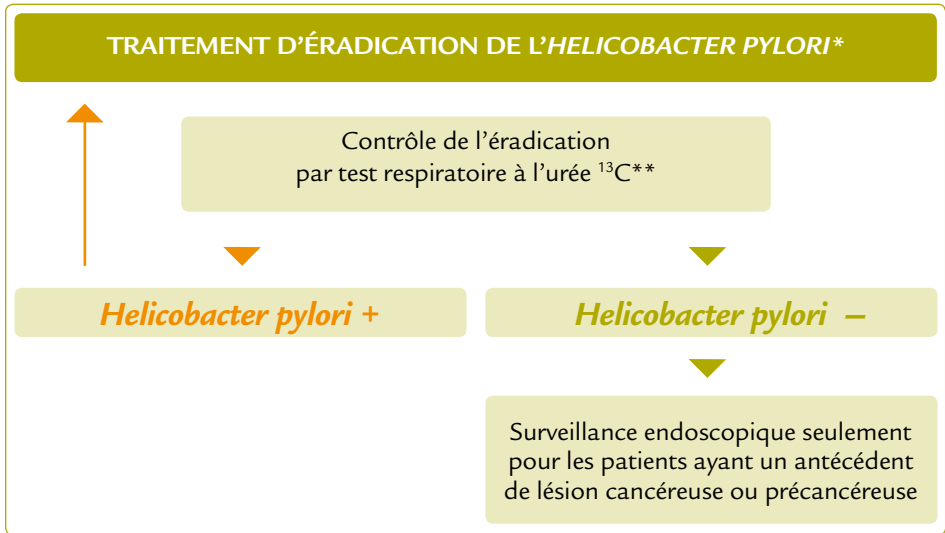 TRAITEMENT D’ÉRADICATION DE L’HELICOBACTER PYLORI*
Contrôle de l’éradication
par test respiratoire à l’urée ¹³C**
Helicobacter pylori +
Helicobacter pylori –
Surveillance endoscopique seulement
pour les patients ayant un antécédent
de lésion cancéreuse ou précancéreuse